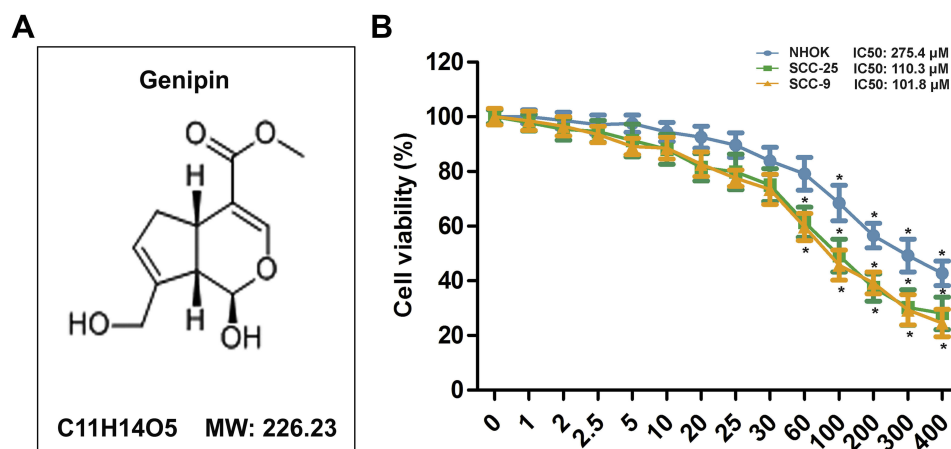 A
Genipin
O
O
H
O
H
HO
OH
C11H14O5 MW: 226.23
B
NHOK IC50: 275.4 µM
SCC-25 IC50: 110.3 µM
SCC-9 IC50: 101.8 µM
Cell viability (%)
120
100
80
60
40
20
0
0 1 2 2.5 5 10 20 25 30 60 100 200 300 400
* * * *
* * * * *
* * * * *